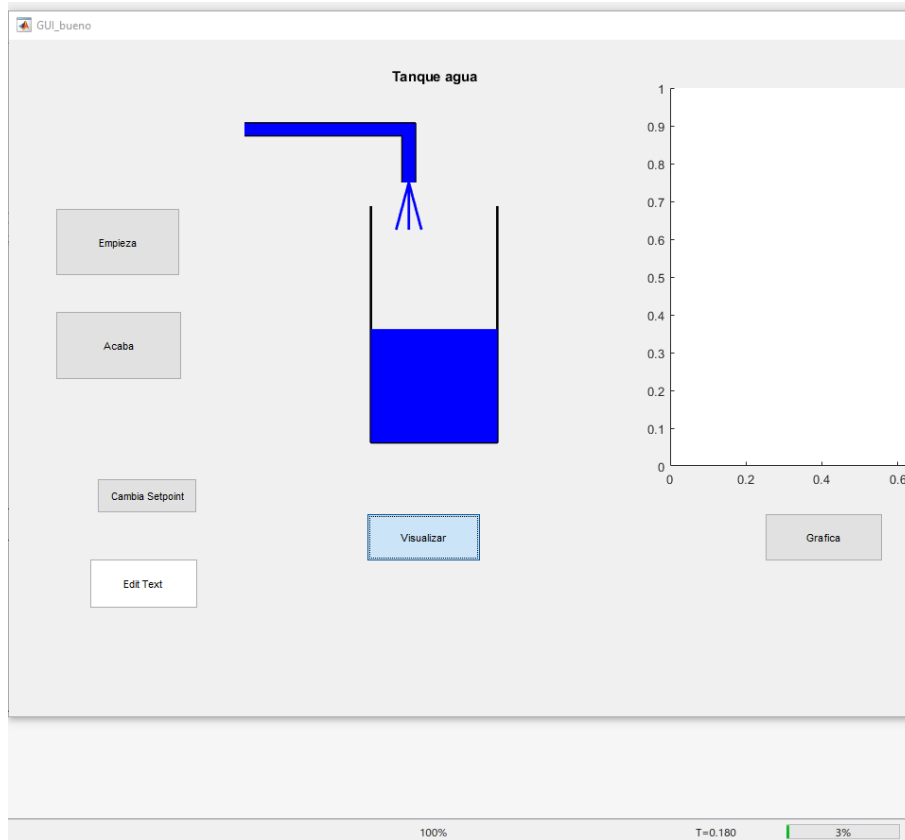 GUI_bueno
Tanque agua
1
0.9
0.8
0.7
0.6
0.5
0.4
0.3
0.2
0.1
0
0 0.2 0.4 0.6
Empieza
Acaba
Cambia Setpoint
Edit Text
Visualizar
Grafica
100% T=0.180 3%